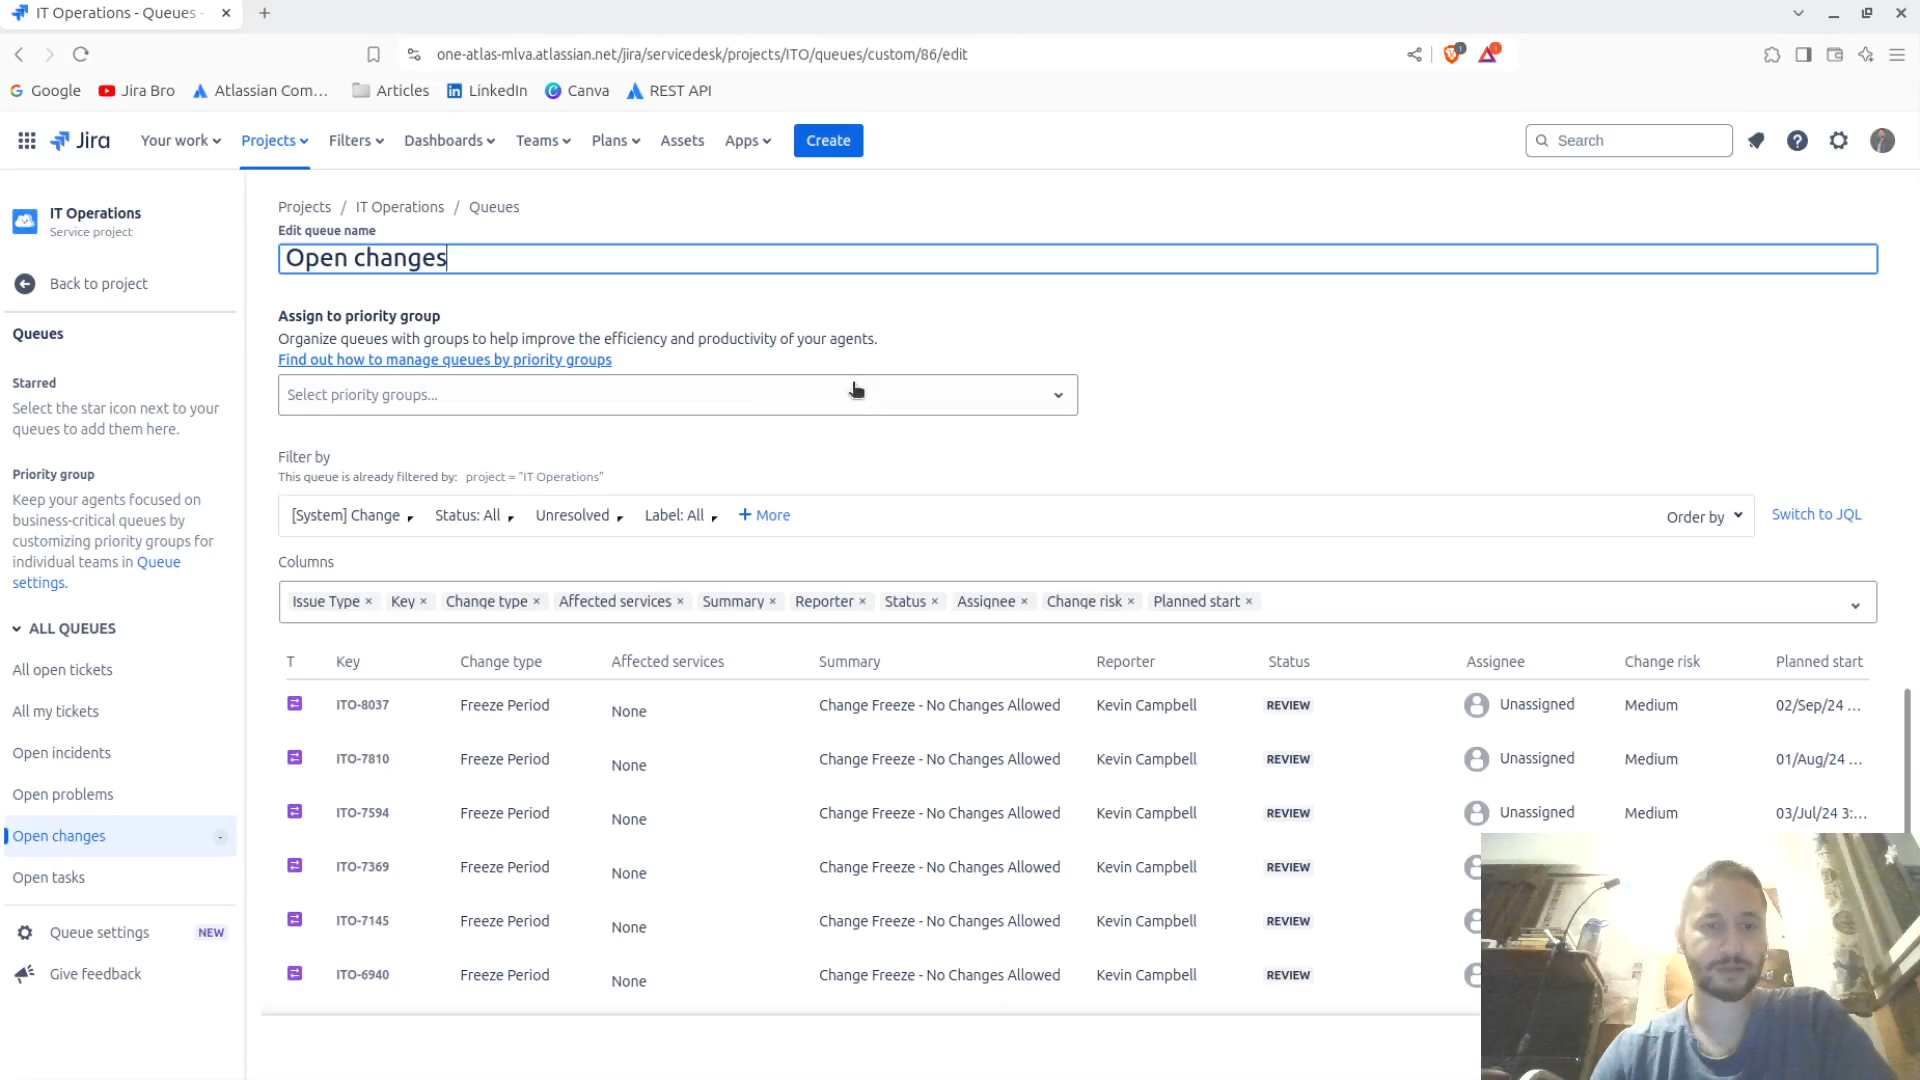 IT Operations - Queues -
one-atlas-mlva.atlassian.net/jira/servicedesk/projects/ITO/queues/custom/86/edit
1
1
Google
Jira Bro
Atlassian Com...
Articles
LinkedIn
Canva
REST API
Jira
Your work
Projects
Filters
Dashboards
Teams
Plans
Assets
Apps
Create
Search
IT Operations
Service project
Back to project
Queues
Starred
Select the star icon next to your
queues to add them here.
Priority group
Keep your agents focused on
business-critical queues by
customizing priority groups for
individual teams in Queue
settings.
ALL QUEUES
All open tickets
All my tickets
Open incidents
Open problems
Open changes -
Open tasks
Queue settings NEW
Give feedback
Projects / IT Operations / Queues
Edit queue name
Open changes
Assign to priority group
Organize queues with groups to help improve the efficiency and productivity of your agents.
Find out how to manage queues by priority groups
Select priority groups...
Filter by
This queue is already filtered by: project = "IT Operations"
[System] Change Status: All Unresolved Label: All + More Order by Switch to JQL
Columns
Issue Type × Key × Change type × Affected services × Summary × Reporter × Status × Assignee × Change risk × Planned start ×
T Key Change type Affected services Summary Reporter Status Assignee Change risk Planned start
ITO-8037 Freeze Period None Change Freeze - No Changes Allowed Kevin Campbell REVIEW Unassigned Medium 02/Sep/24 ...
ITO-7810 Freeze Period None Change Freeze - No Changes Allowed Kevin Campbell REVIEW Unassigned Medium 01/Aug/24 ...
ITO-7594 Freeze Period None Change Freeze - No Changes Allowed Kevin Campbell REVIEW Unassigned Medium 03/Jul/24 3:...
ITO-7369 Freeze Period None Change Freeze - No Changes Allowed Kevin Campbell REVIEW
ITO-7145 Freeze Period None Change Freeze - No Changes Allowed Kevin Campbell REVIEW
ITO-6940 Freeze Period None Change Freeze - No Changes Allowed Kevin Campbell REVIEW